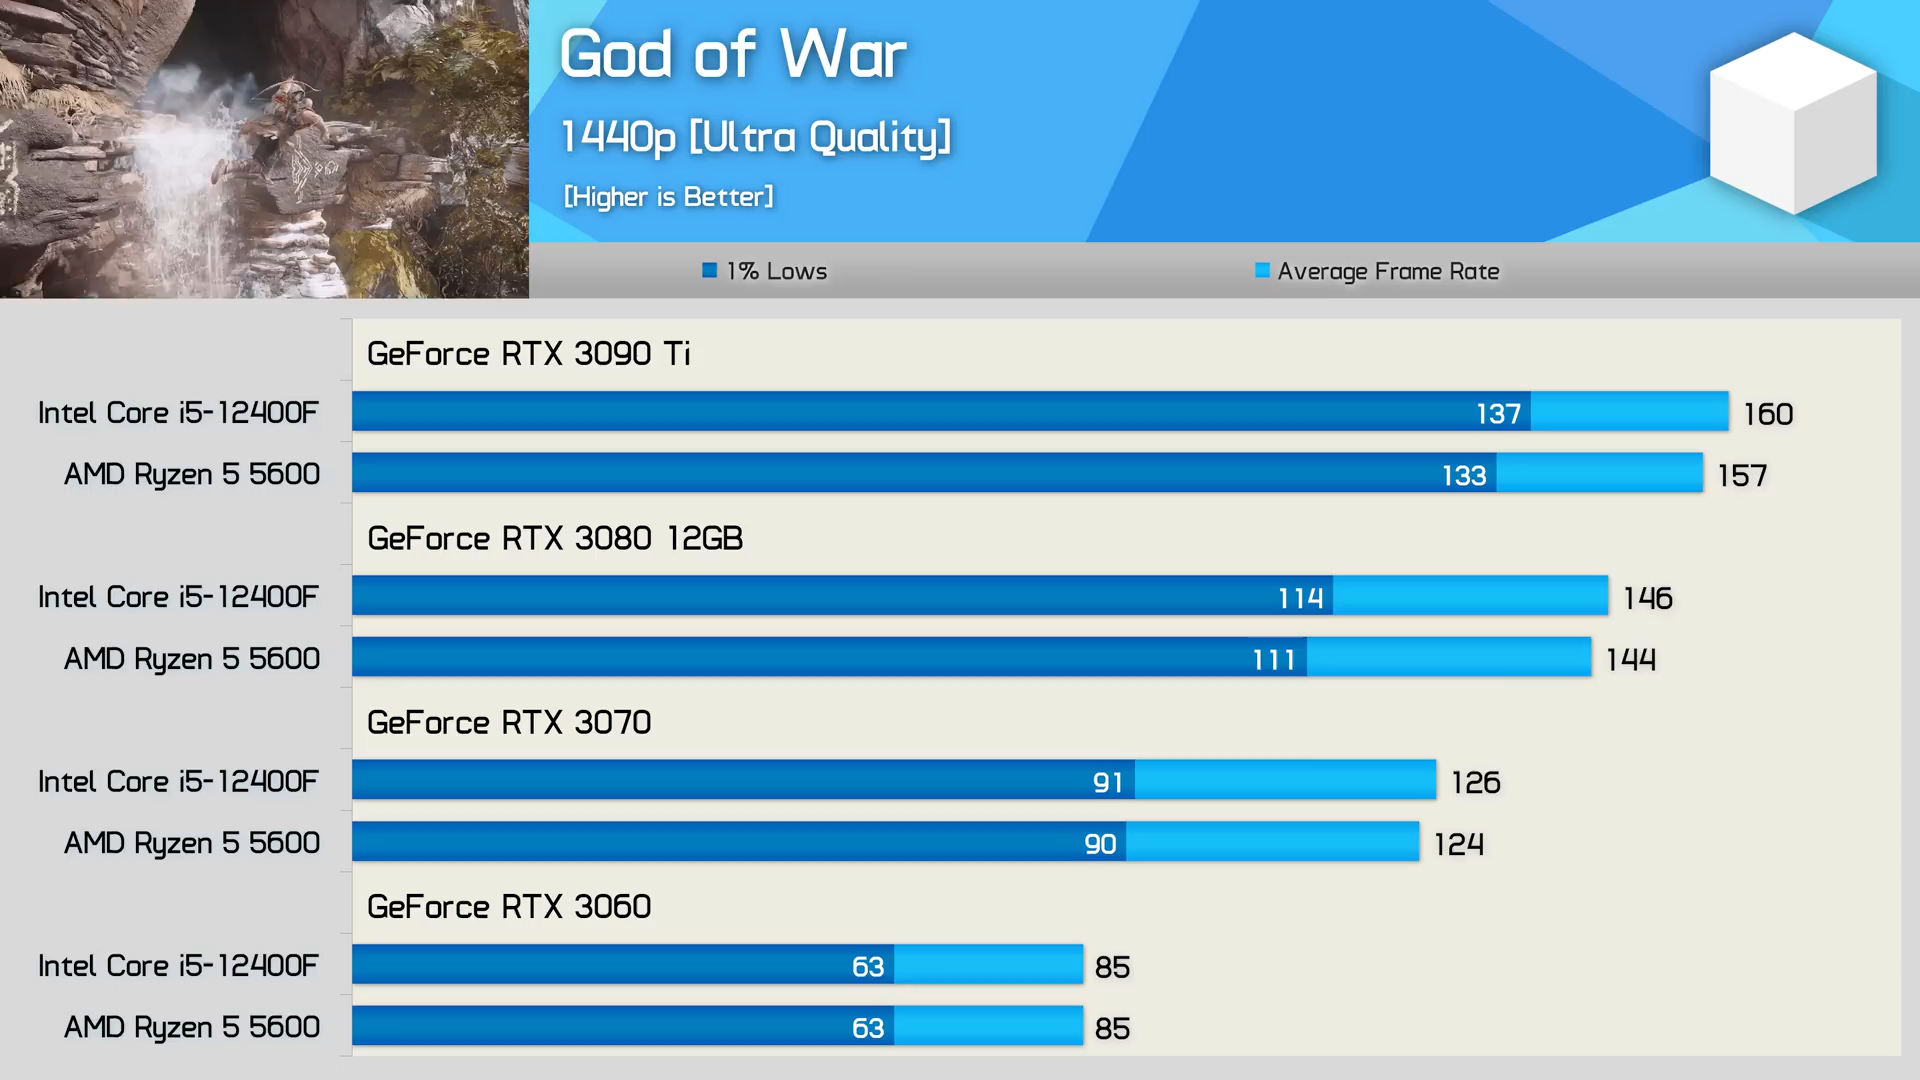 God of War
1440p [Ultra Quality]
[Higher is Better]
1% Lows
Average Frame Rate
GeForce RTX 3090 Ti
Intel Core i5-12400F 137 160
AMD Ryzen 5 5600 133 157
GeForce RTX 3080 12GB
Intel Core i5-12400F 114 146
AMD Ryzen 5 5600 111 144
GeForce RTX 3070
Intel Core i5-12400F 91 126
AMD Ryzen 5 5600 90 124
GeForce RTX 3060
Intel Core i5-12400F 63 85
AMD Ryzen 5 5600 63 85